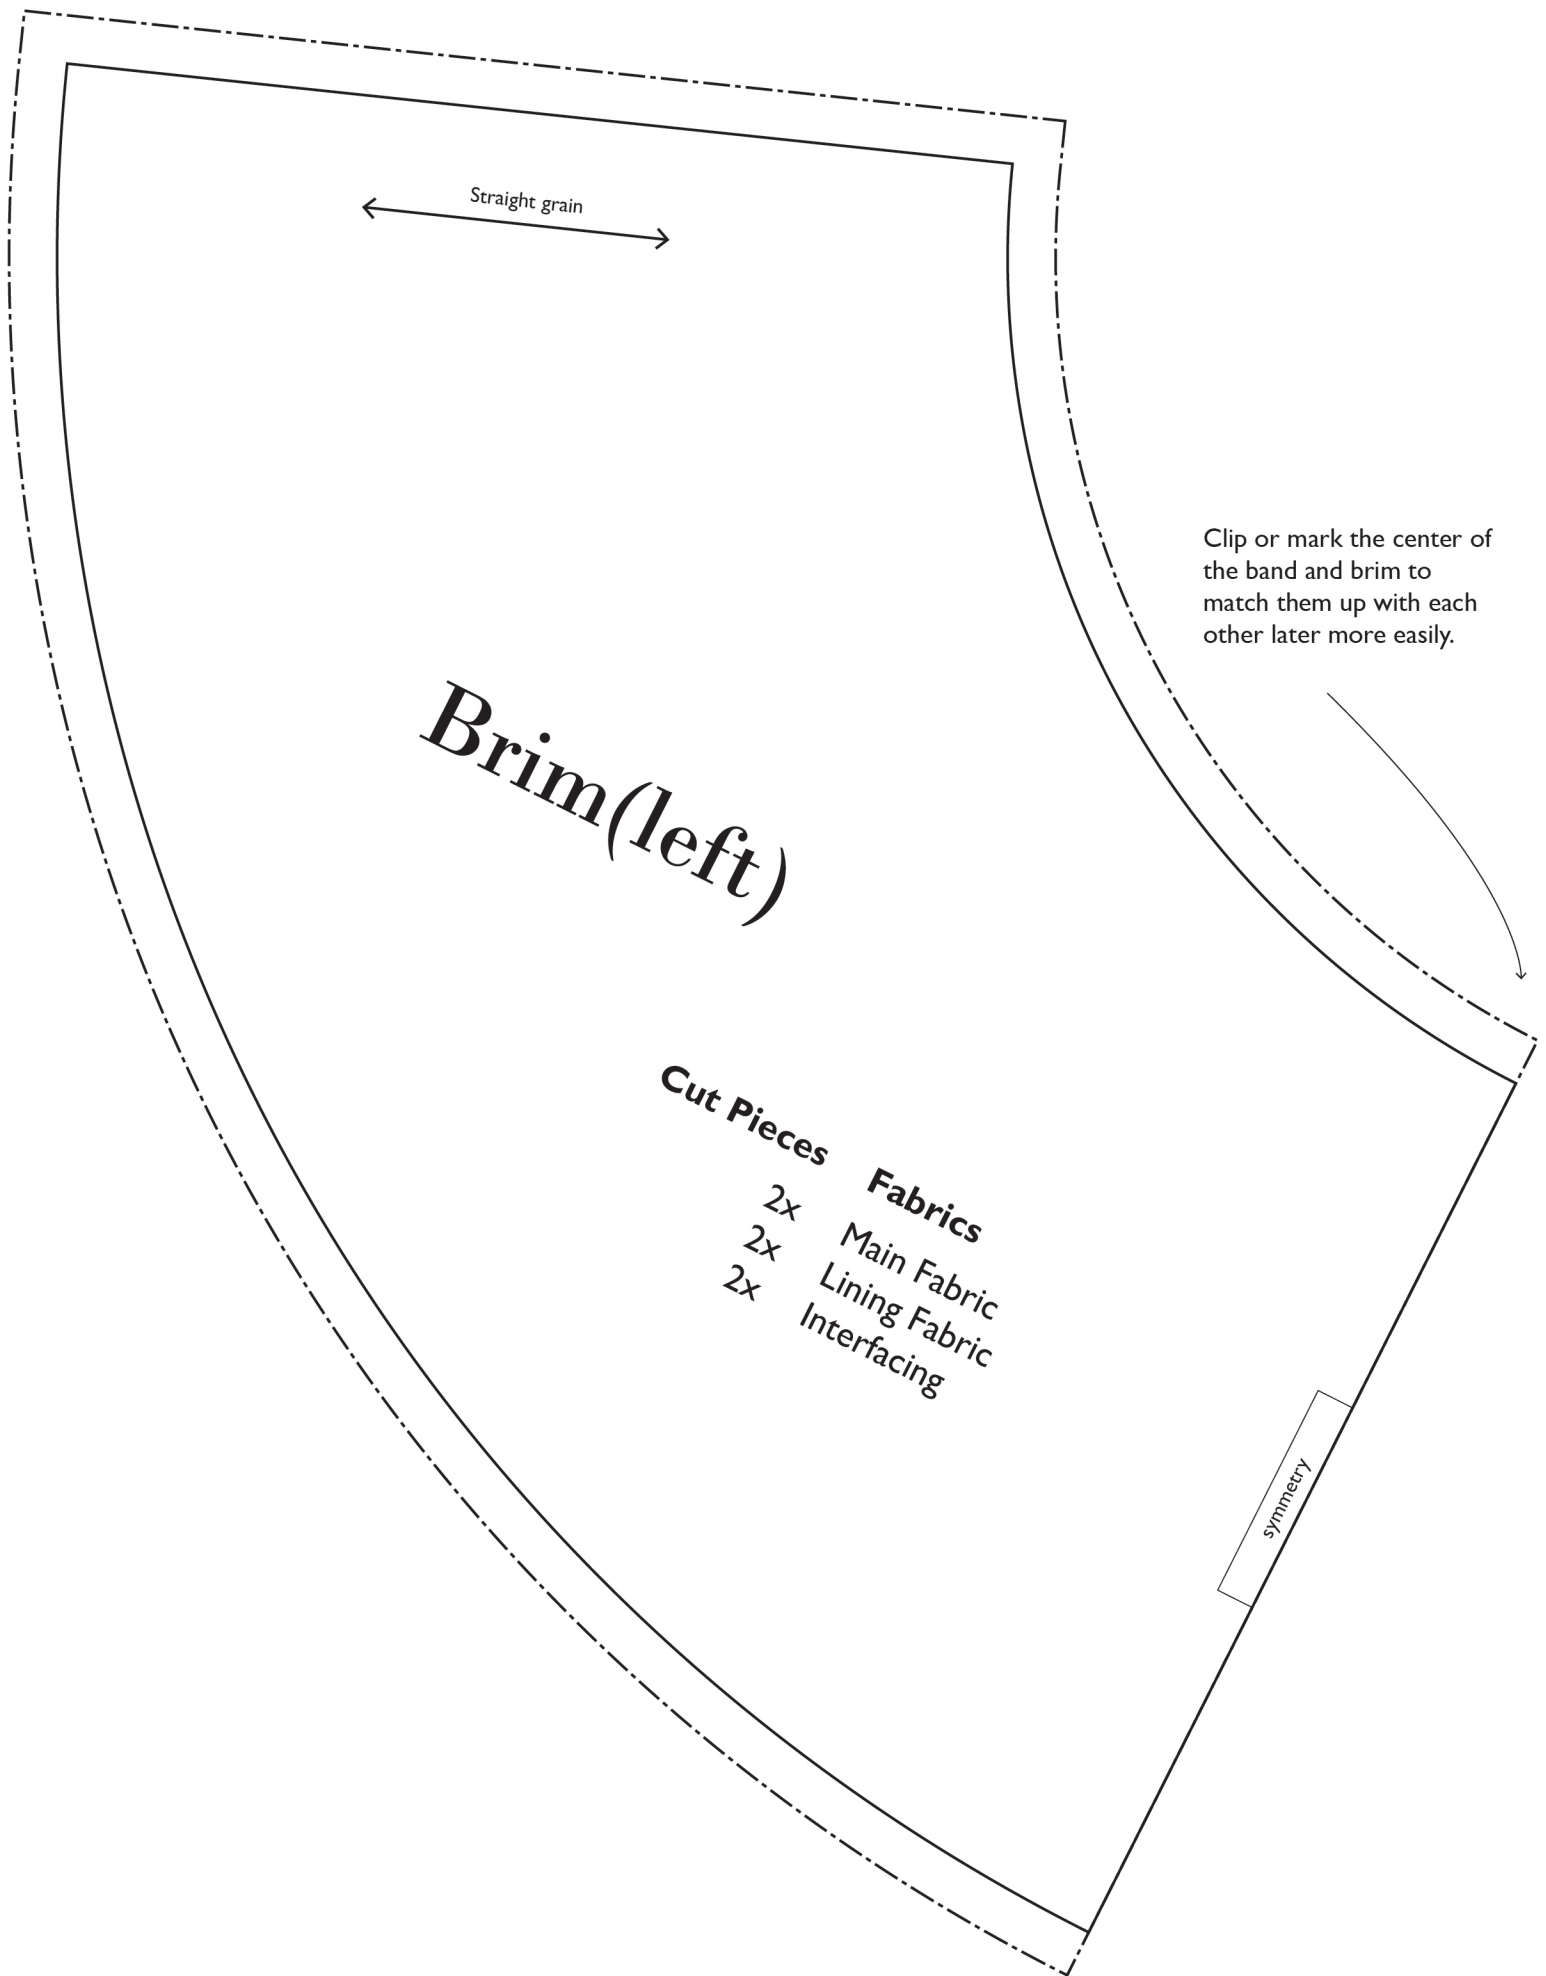 Straight grain
Clip or mark the center of
the band and brim to
match them up with each
other later more easily.
Brim(left)
Cut Pieces Fabrics
2x Main Fabric
2x Lining Fabric
2x Interfacing
symmetry